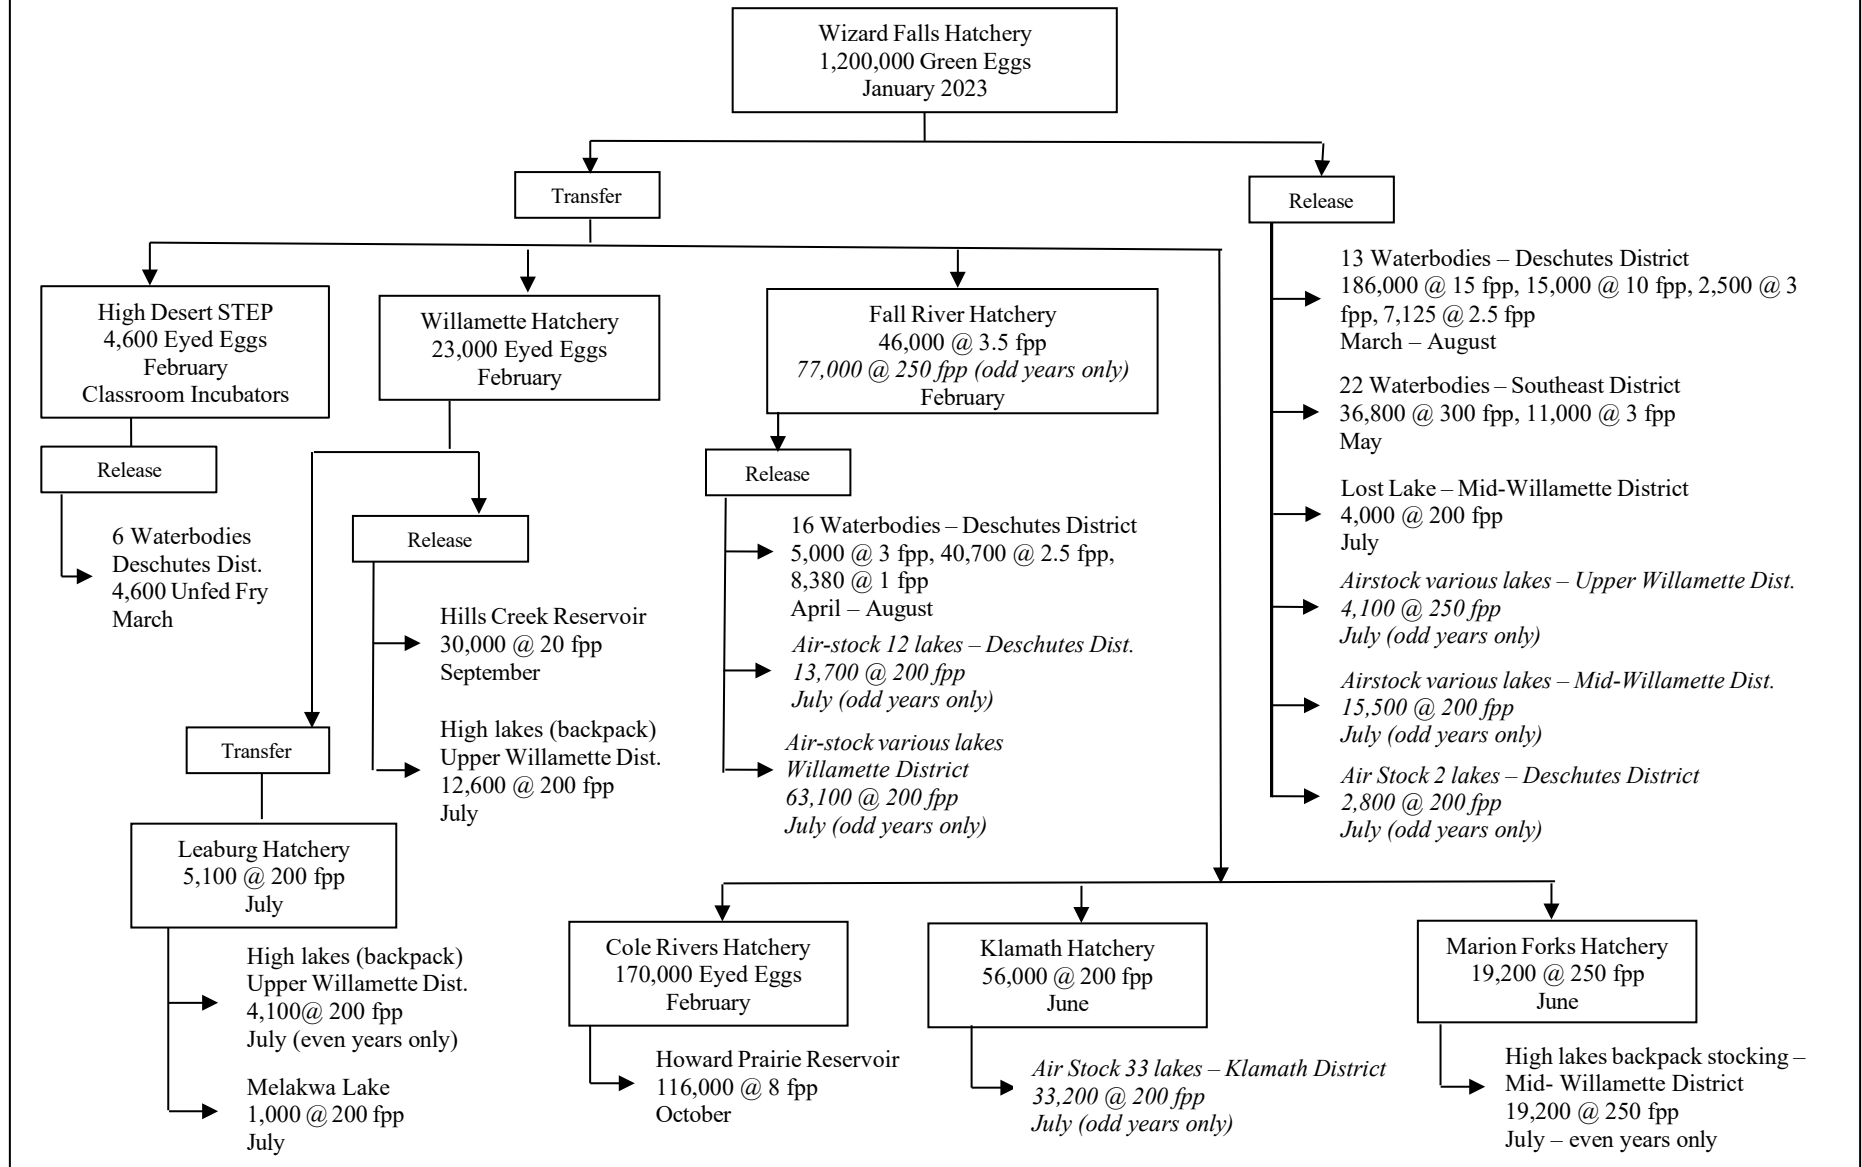 Wizard Falls Hatchery
1,200,000 Green Eggs
January 2023
Transfer
Release
High Desert STEP
4,600 Eyed Eggs
February
Classroom Incubators
Release
6 Waterbodies
Deschutes Dist.
4,600 Unfed Fry
March
Willamette Hatchery
23,000 Eyed Eggs
February
Release
Hills Creek Reservoir
30,000 @ 20 fpp
September
High lakes (backpack)
Upper Willamette Dist.
12,600 @ 200 fpp
July
Transfer
Leaburg Hatchery
5,100 @ 200 fpp
July
High lakes (backpack)
Upper Willamette Dist.
4,100@ 200 fpp
July (even years only)
Melakwa Lake
1,000 @ 200 fpp
July
Fall River Hatchery
46,000 @ 3.5 fpp
77,000 @ 250 fpp (odd years only)
February
Release
16 Waterbodies – Deschutes District
5,000 @ 3 fpp, 40,700 @ 2.5 fpp,
8,380 @ 1 fpp
April – August
Air-stock 12 lakes – Deschutes Dist.
13,700 @ 200 fpp
July (odd years only)
Air-stock various lakes
Willamette District
63,100 @ 200 fpp
July (odd years only)
13 Waterbodies – Deschutes District
186,000 @ 15 fpp, 15,000 @ 10 fpp, 2,500 @ 3
fpp, 7,125 @ 2.5 fpp
March – August
22 Waterbodies – Southeast District
36,800 @ 300 fpp, 11,000 @ 3 fpp
May
Lost Lake – Mid-Willamette District
4,000 @ 200 fpp
July
Airstock various lakes – Upper Willamette Dist.
4,100 @ 250 fpp
July (odd years only)
Airstock various lakes – Mid-Willamette Dist.
15,500 @ 200 fpp
July (odd years only)
Air Stock 2 lakes – Deschutes District
2,800 @ 200 fpp
July (odd years only)
Cole Rivers Hatchery
170,000 Eyed Eggs
February
Howard Prairie Reservoir
116,000 @ 8 fpp
October
Klamath Hatchery
56,000 @ 200 fpp
June
Air Stock 33 lakes – Klamath District
33,200 @ 200 fpp
July (odd years only)
Marion Forks Hatchery
19,200 @ 250 fpp
June
High lakes backpack stocking –
Mid- Willamette District
19,200 @ 250 fpp
July – even years only